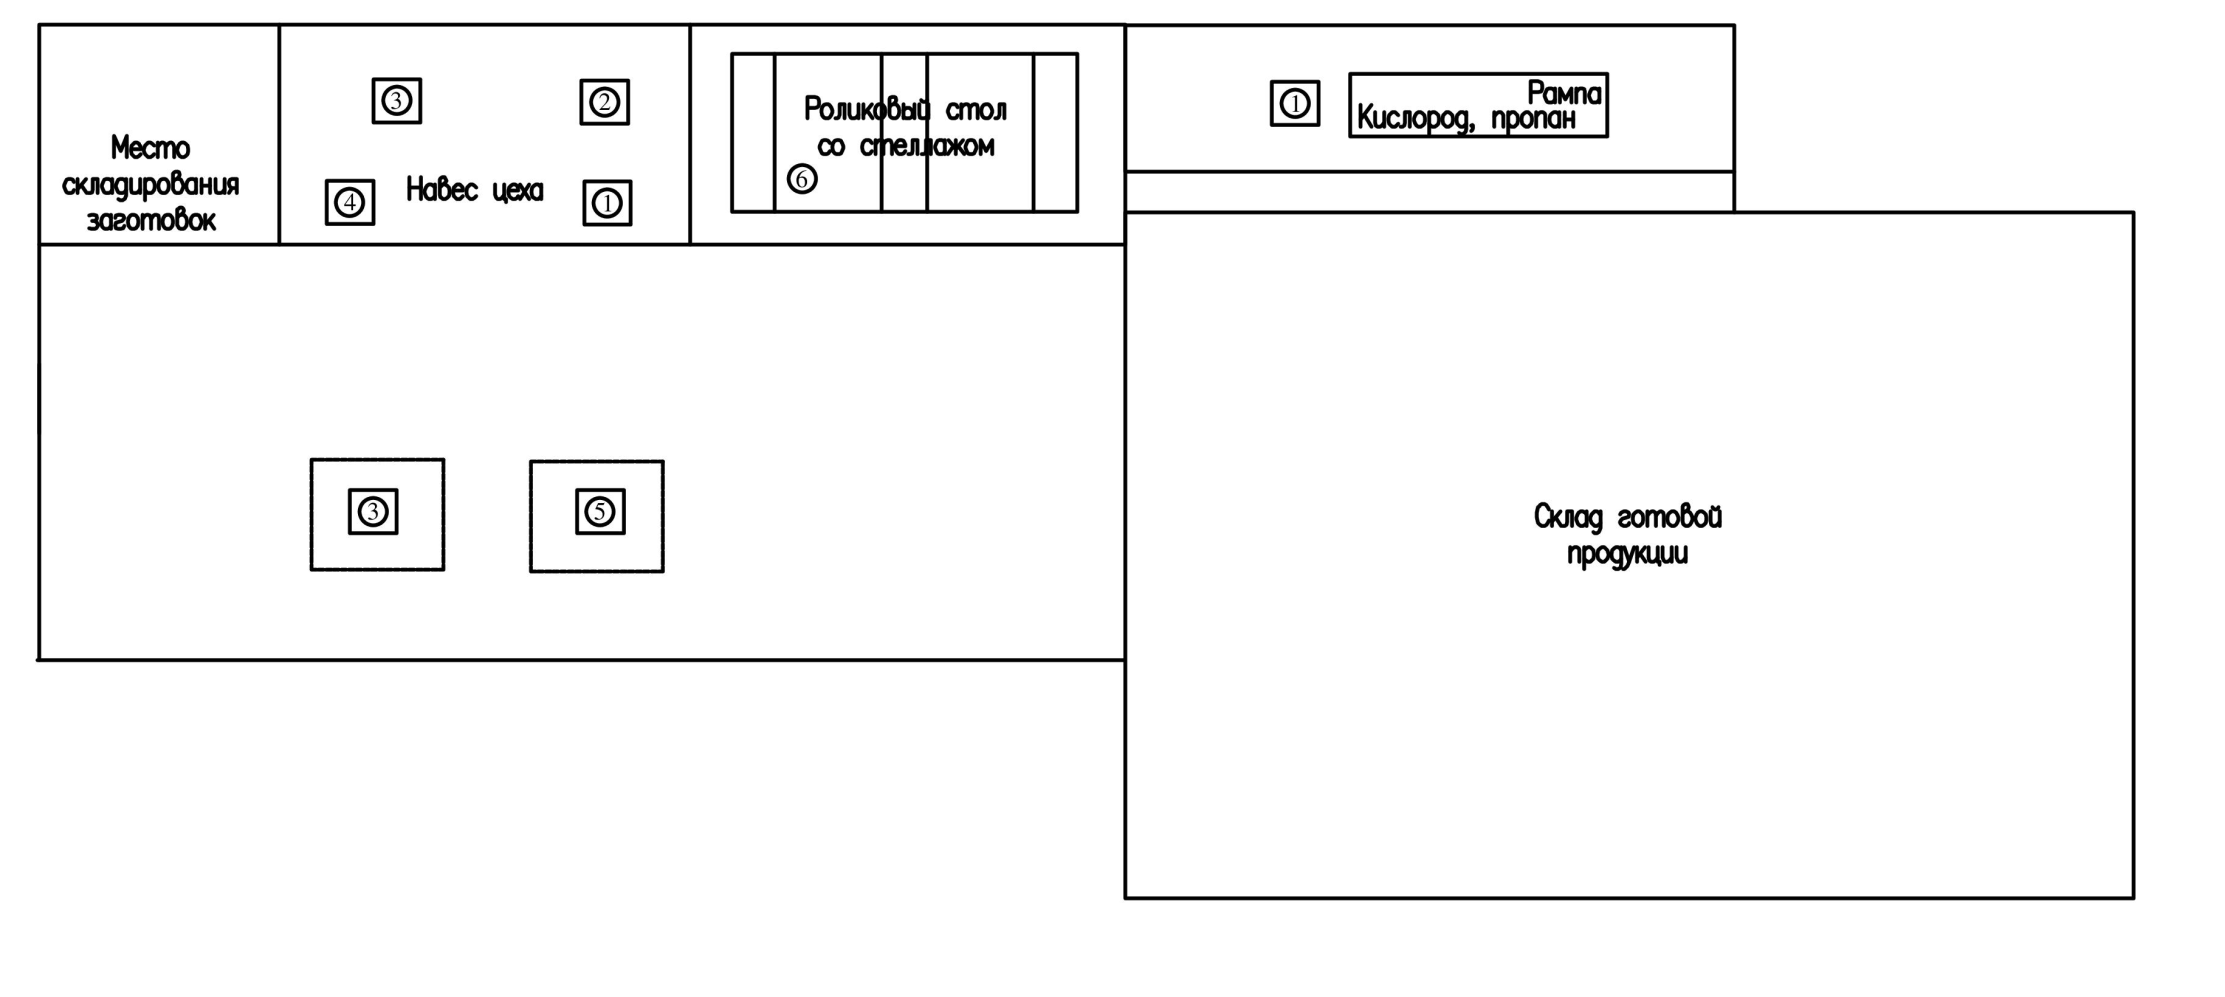 Место
складирования
заготовок
3
2
4
Навес цеха
1
Роликовый стол
со стеллажом
6
1
Рампа
Кислород, пропан
3
5
Склад готовой
продукции